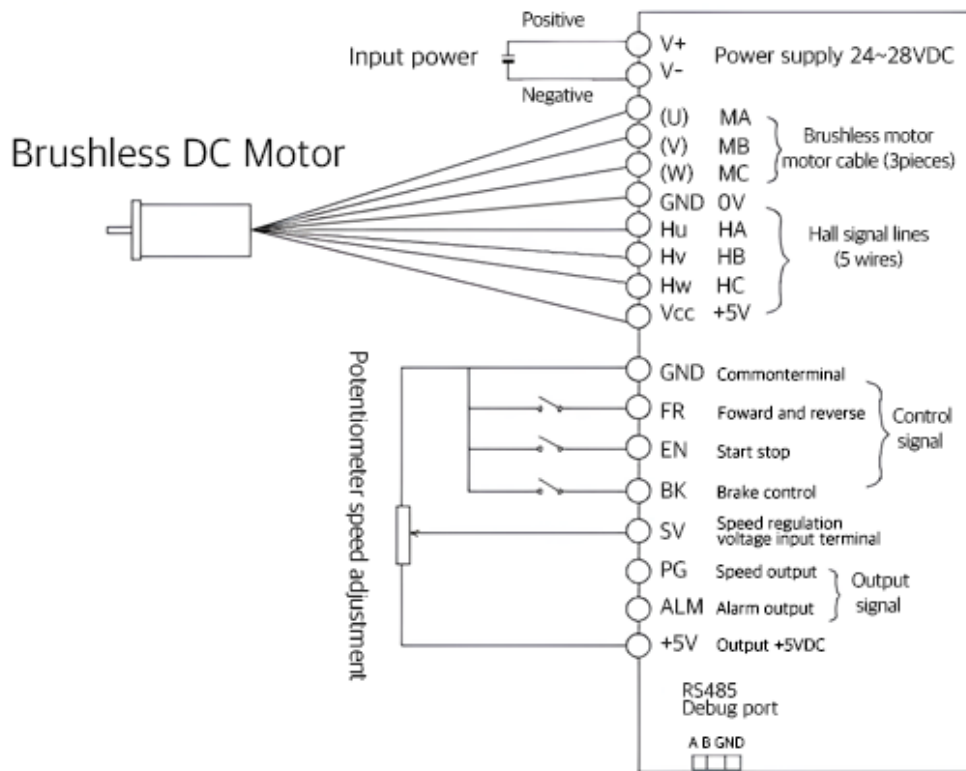 Positive
Input power
Negative
V+
V-
Power supply 24~28VDC
Brushless DC Motor
(U) MA
(V) MB
(W) MC
Brushless motor
motor cable (3pieces)
GND 0V
Hu HA
Hv HB
Hw HC
Vcc +5V
Hall signal lines
(5 wires)
Potentiometer speed adjustment
GND Commonterminal
FR Foward and reverse
EN Start stop
BK Brake control
Control
signal
SV Speed regulation
voltage input terminal
PG Speed output
ALM Alarm output
Output
signal
+5V Output +5VDC
RS485
Debug port
A B GND